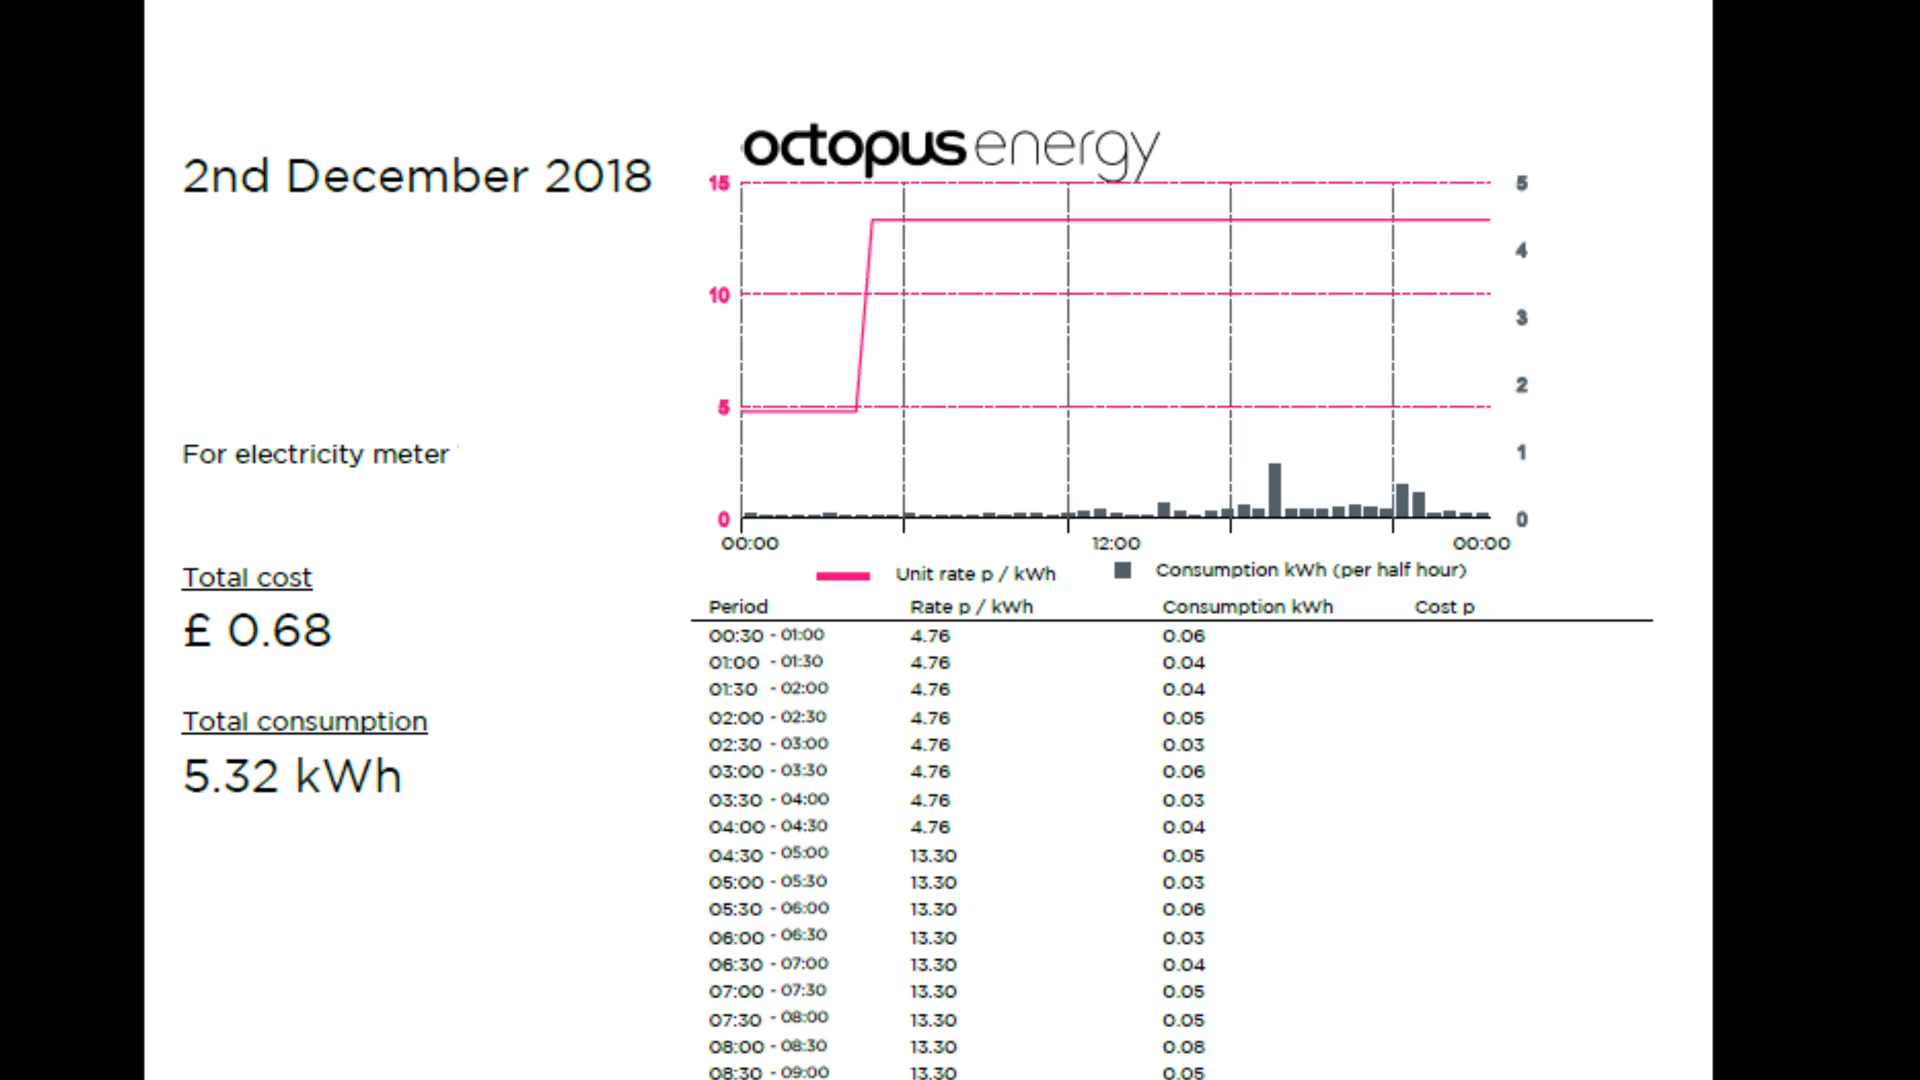 octopus energy
2nd December 2018
15
10
5
0
5
4
3
2
1
0
00:00 12:00 00:00
Unit rate p / kWh Consumption kWh (per half hour)
For electricity meter
Total cost
£ 0.68
Total consumption
5.32 kWh
Period Rate p / kWh Consumption kWh Cost p
00:30 - 01:00 4.76 0.06
01:00 - 01:30 4.76 0.04
01:30 - 02:00 4.76 0.04
02:00 - 02:30 4.76 0.05
02:30 - 03:00 4.76 0.03
03:00 - 03:30 4.76 0.06
03:30 - 04:00 4.76 0.03
04:00 - 04:30 4.76 0.04
04:30 - 05:00 13.30 0.05
05:00 - 05:30 13.30 0.03
05:30 - 06:00 13.30 0.06
06:00 - 06:30 13.30 0.03
06:30 - 07:00 13.30 0.04
07:00 - 07:30 13.30 0.05
07:30 - 08:00 13.30 0.05
08:00 - 08:30 13.30 0.08
08:30 - 09:00 13.30 0.05